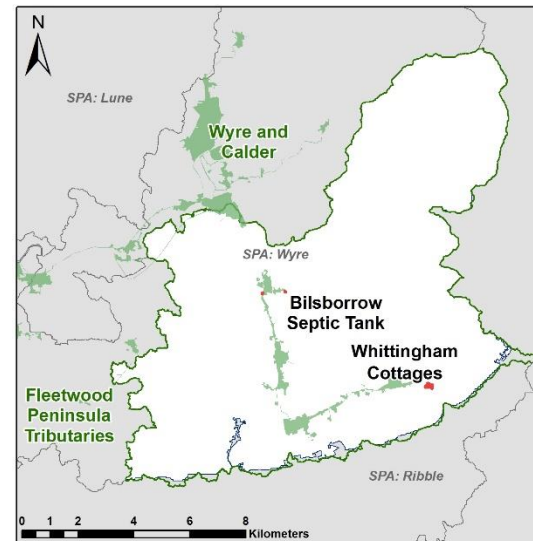 N
SPA: Lune
Wyre and
Calder
SPA: Wyre
Bilsborrow
Septic Tank
Whittingham
Cottages
Fleetwood
Peninsula
Tributaries
SPA: Ribble
0 1 2 4 6 8
Kilometers